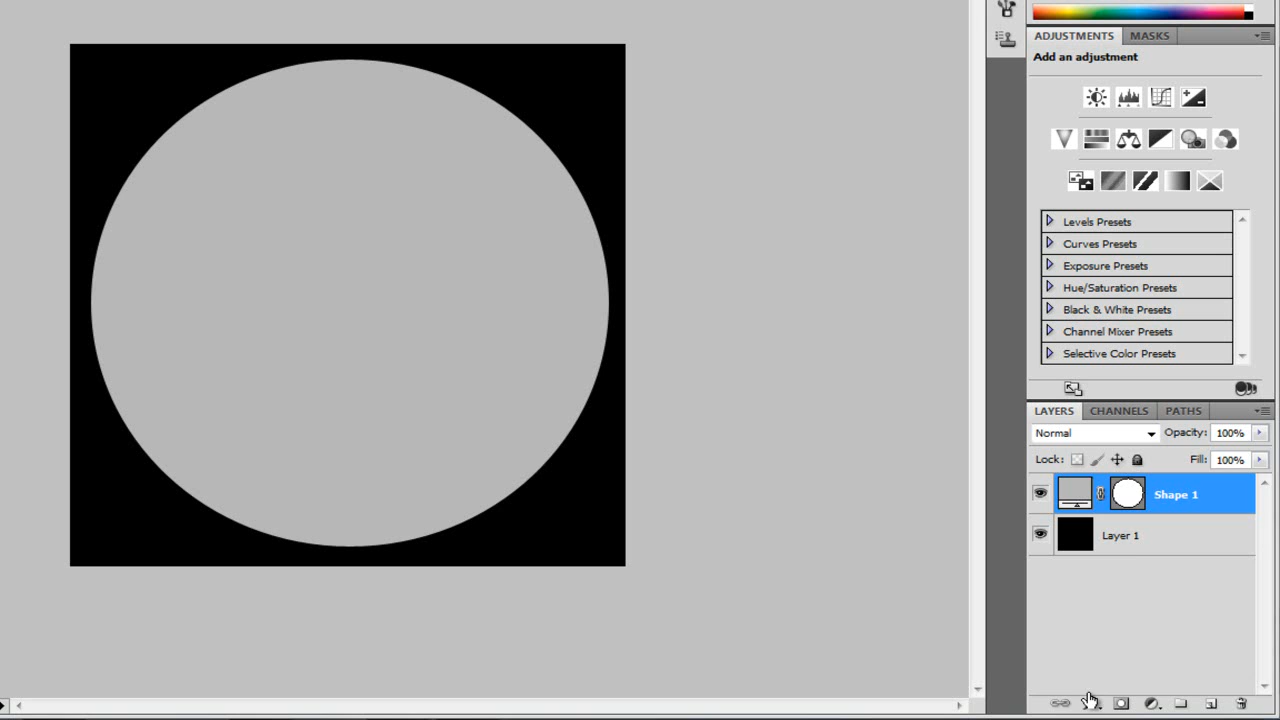 ADJUSTMENTS MASKS
Add an adjustment
Levels Presets
Curves Presets
Exposure Presets
Hue/Saturation Presets
Black & White Presets
Channel Mixer Presets
Selective Color Presets
LAYERS CHANNELS PATHS
Normal Opacity: 100%
Lock: Fill: 100%
Shape 1
Layer 1